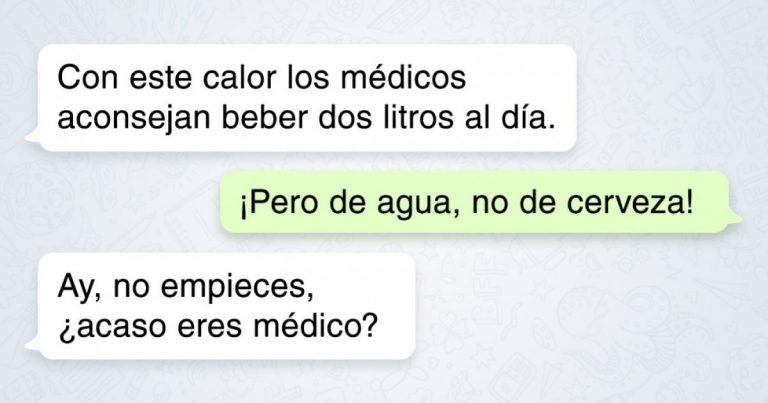 Con este calor los médicos
aconsejan beber dos litros al día.
¡Pero de agua, no de cerveza!
Ay, no empieces,
¿acaso eres médico?